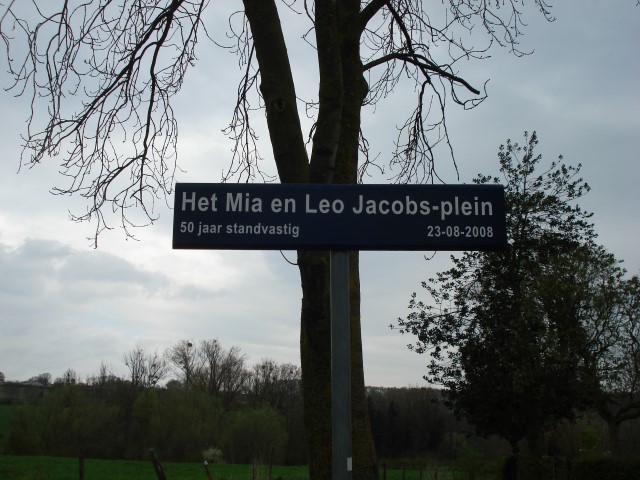 Het Mia en Leo Jacobs-plein
50 jaar standvastig 23-08-2008